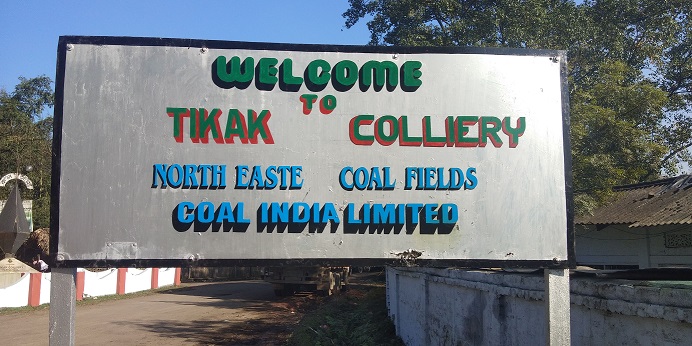 WELCOME
TO
TIKAK COLLIERY
NORTH EASTE COAL FIELDS
COAL INDIA LIMITED